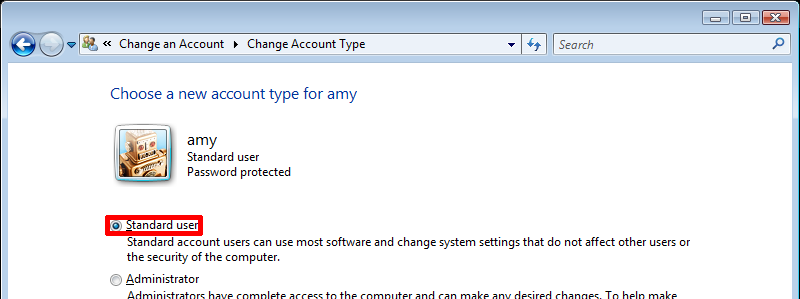 « Change an Account ▸ Change Account Type
Search
Choose a new account type for amy
amy
Standard user
Password protected
Standard user
Standard account users can use most software and change system settings that do not affect other users or
the security of the computer.
Administrator
Administrators have complete access to the computer and can make any desired changes. To help make